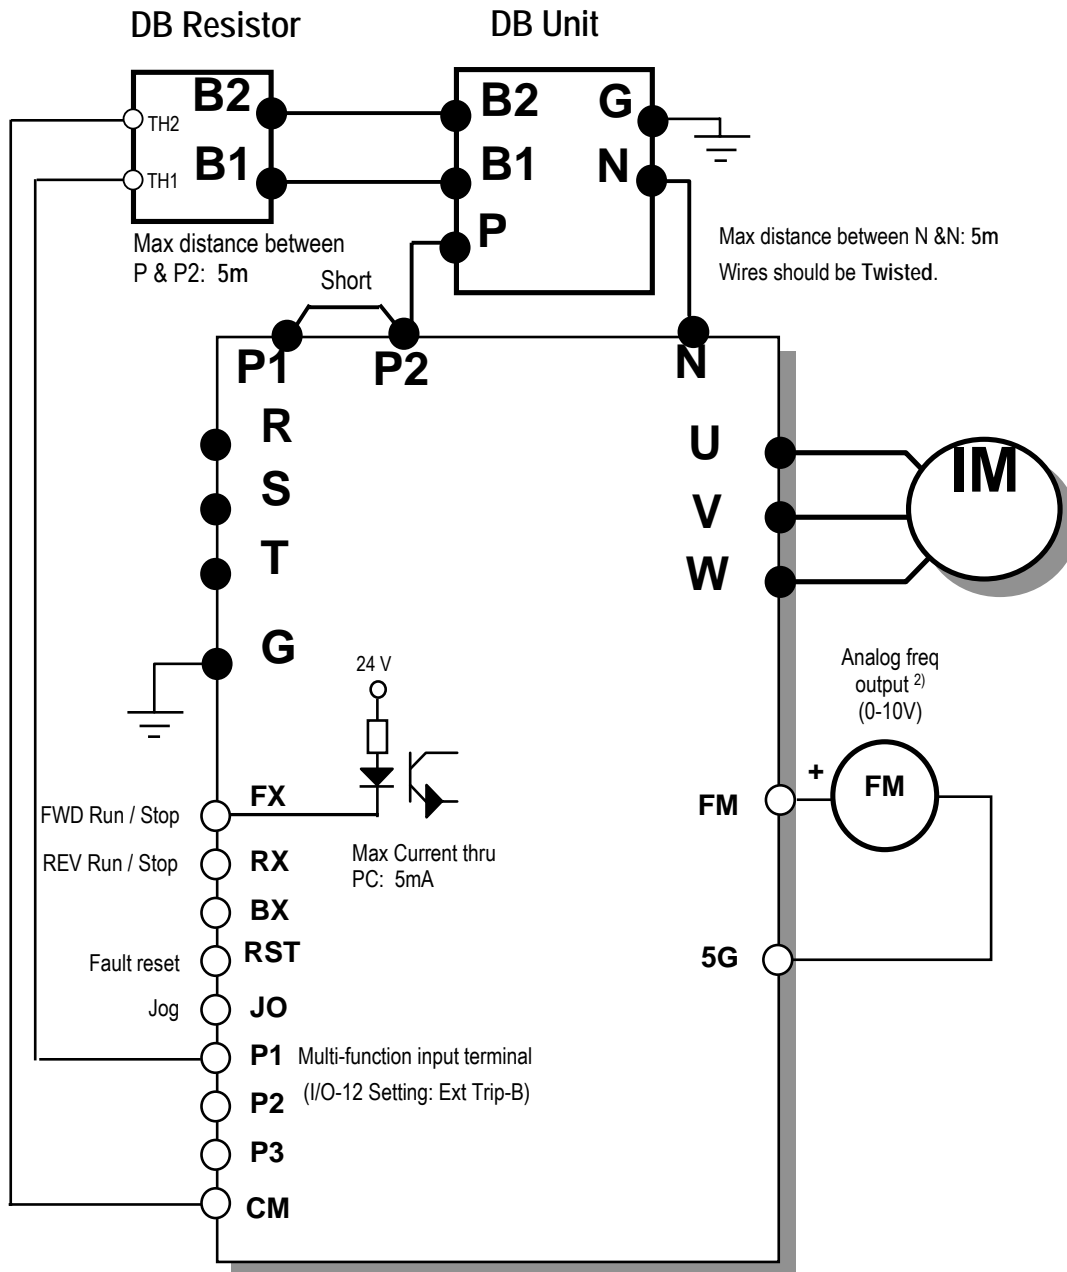 DB Resistor
DB Unit
B2
B2
G
TH2
B1
B1
N
TH1
P
Max distance between
P & P2: 5m
Max distance between N &N: 5m
Wires should be Twisted.
Short
P1
P2
N
R
U
IM
S
V
T
W
G
24 V
Analog freq
output 2)
(0-10V)
FX
FWD Run / Stop
+
FM
FM
REV Run / Stop
RX
Max Current thru
PC: 5mA
BX
Fault reset
RST
5G
Jog
JO
P1
Multi-function input terminal
(I/O-12 Setting: Ext Trip-B)
P2
P3
CM